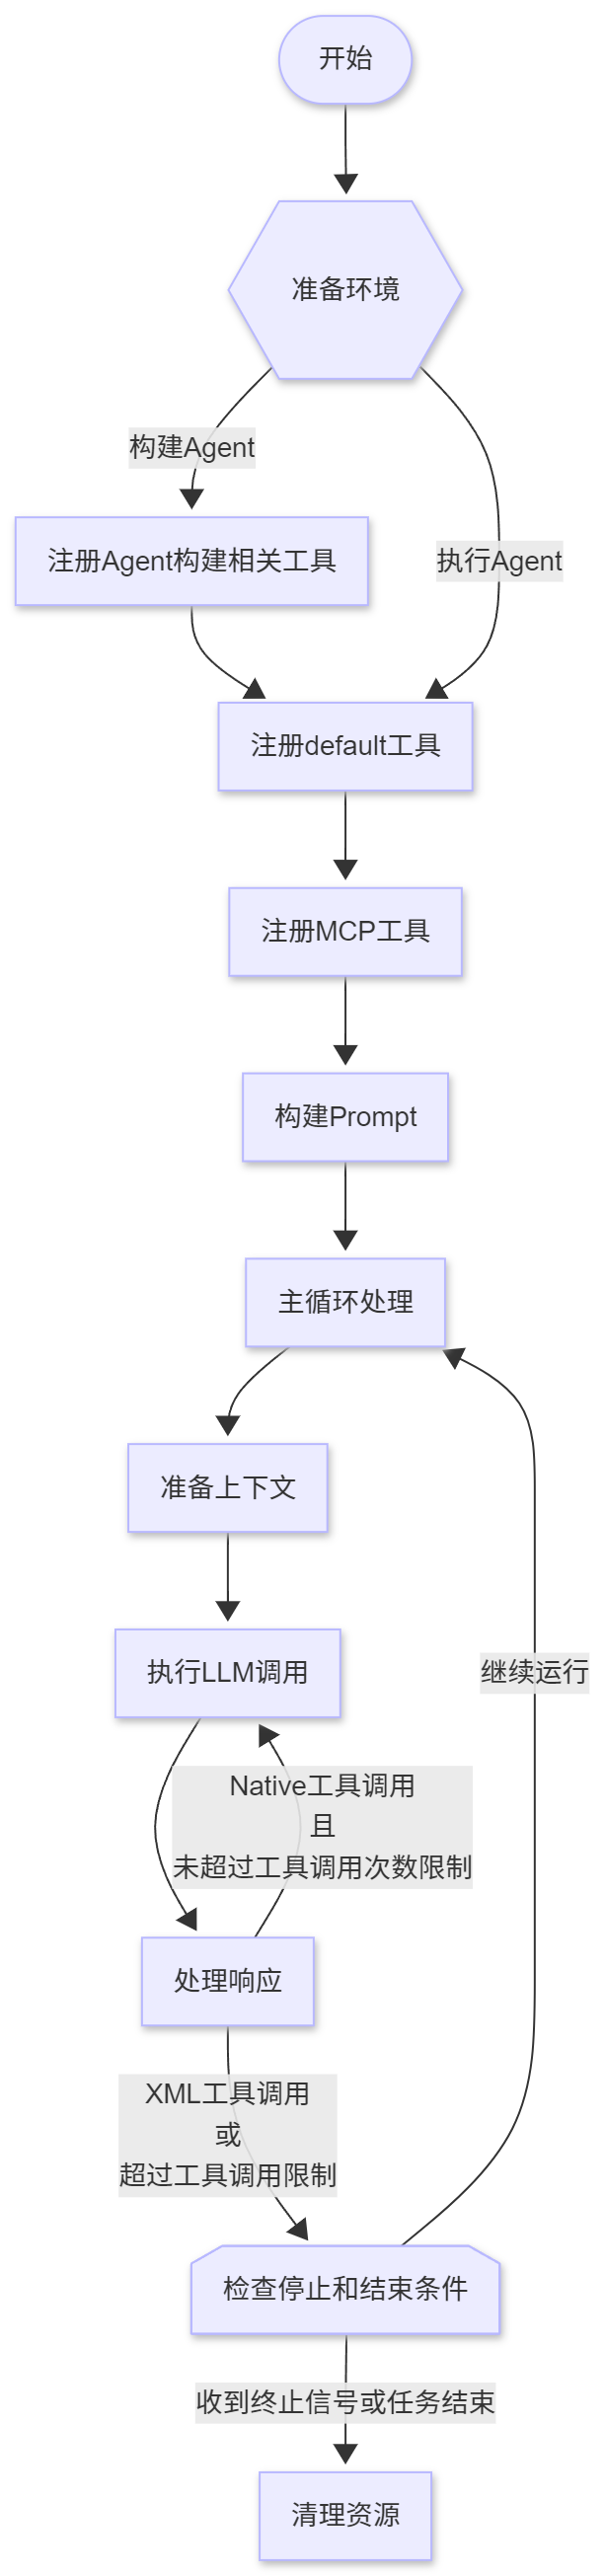 开始
准备环境
构建Agent
注册Agent构建相关工具
执行Agent
注册default工具
注册MCP工具
构建Prompt
主循环处理
准备上下文
执行LLM调用
继续运行
Native工具调用
且
未超过工具调用次数限制
处理响应
XML工具调用
或
超过工具调用限制
检查停止和结束条件
收到终止信号或任务结束
清理资源